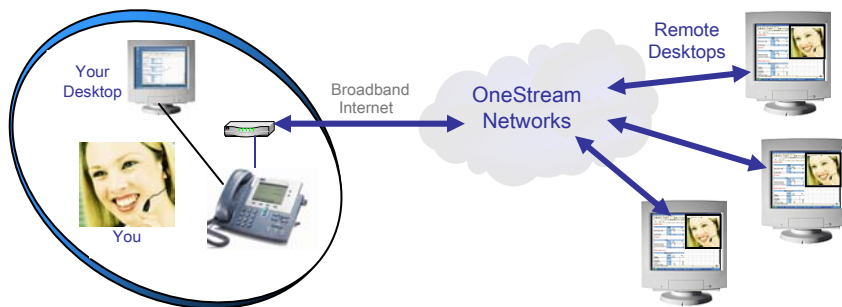 Your
Desktop
You
Broadband
Internet
OneStream
Networks
Remote
Desktops